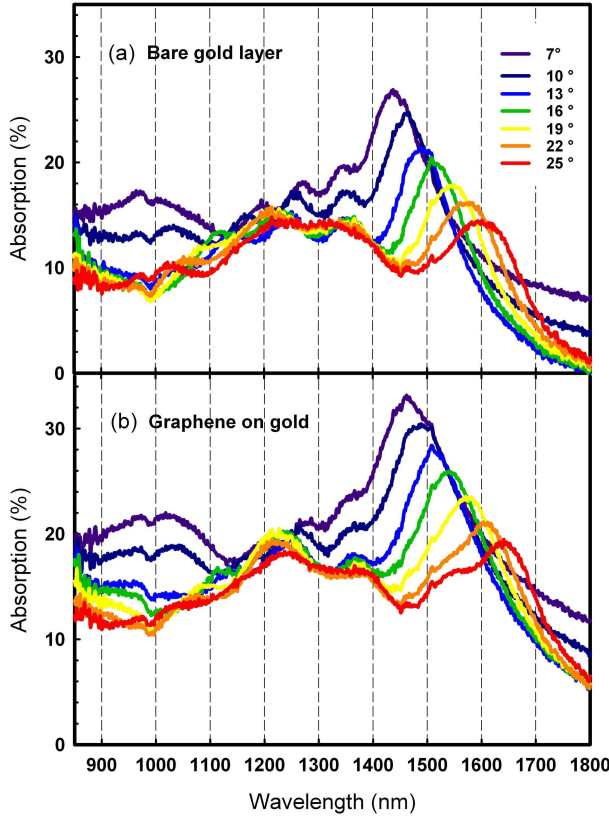 (a) Bare gold layer
7°
10 °
13 °
16 °
19 °
22 °
25 °
Absorption (%)
30
20
10
0
(b) Graphene on gold
Absorption (%)
30
20
10
0
900 1000 1100 1200 1300 1400 1500 1600 1700 1800
Wavelength (nm)